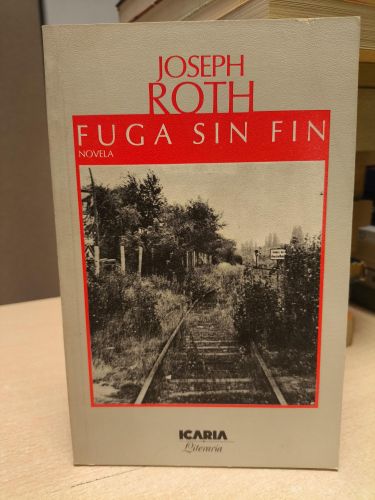 JOSEPH
ROTH
FUGA SIN FIN
NOVELA
ICARIA
Literaria